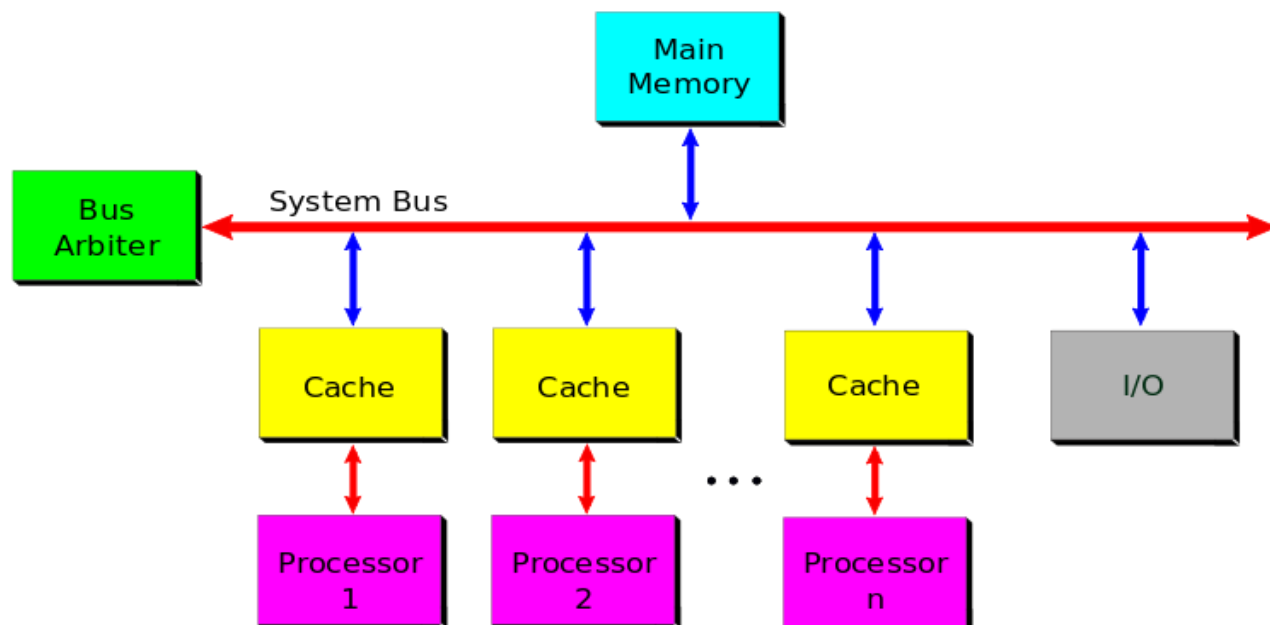 Main
Memory
System Bus
Bus
Arbiter
Cache
Cache
Cache
I/O
...
Processor
1
Processor
2
Processor
n